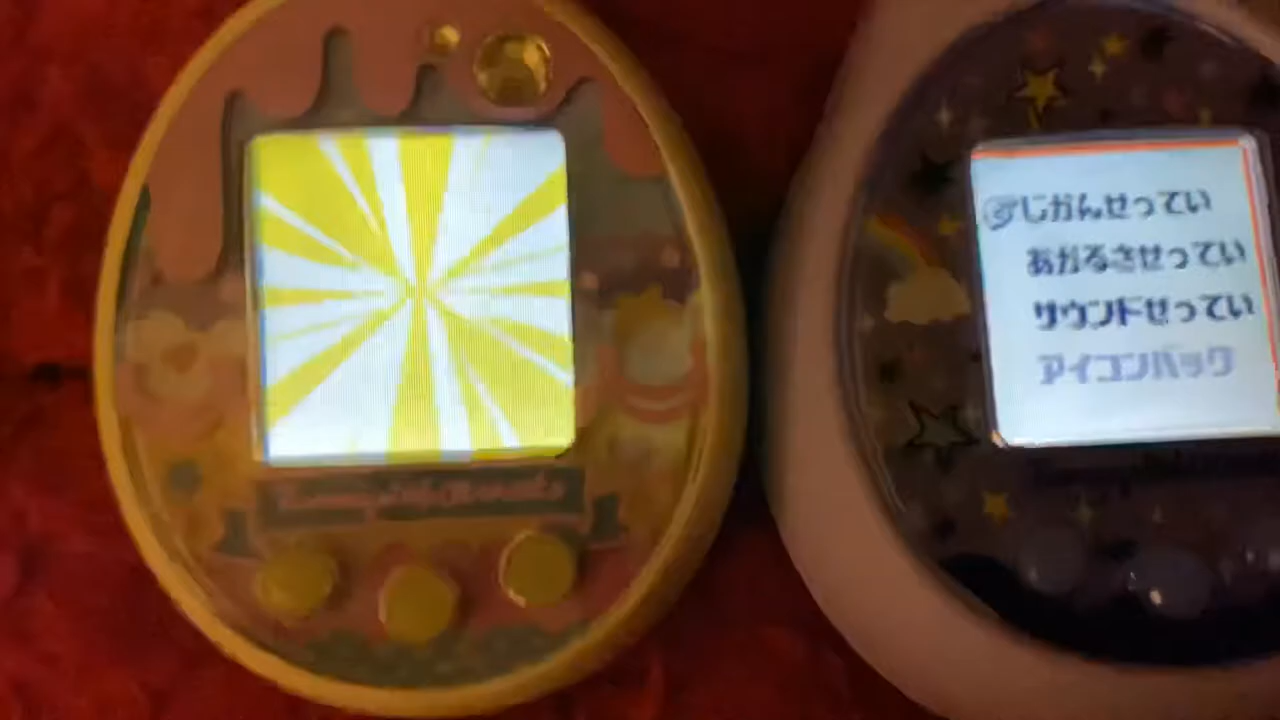 じかんせってい
あかるさせってい
サウンドせってい
アイコンパック